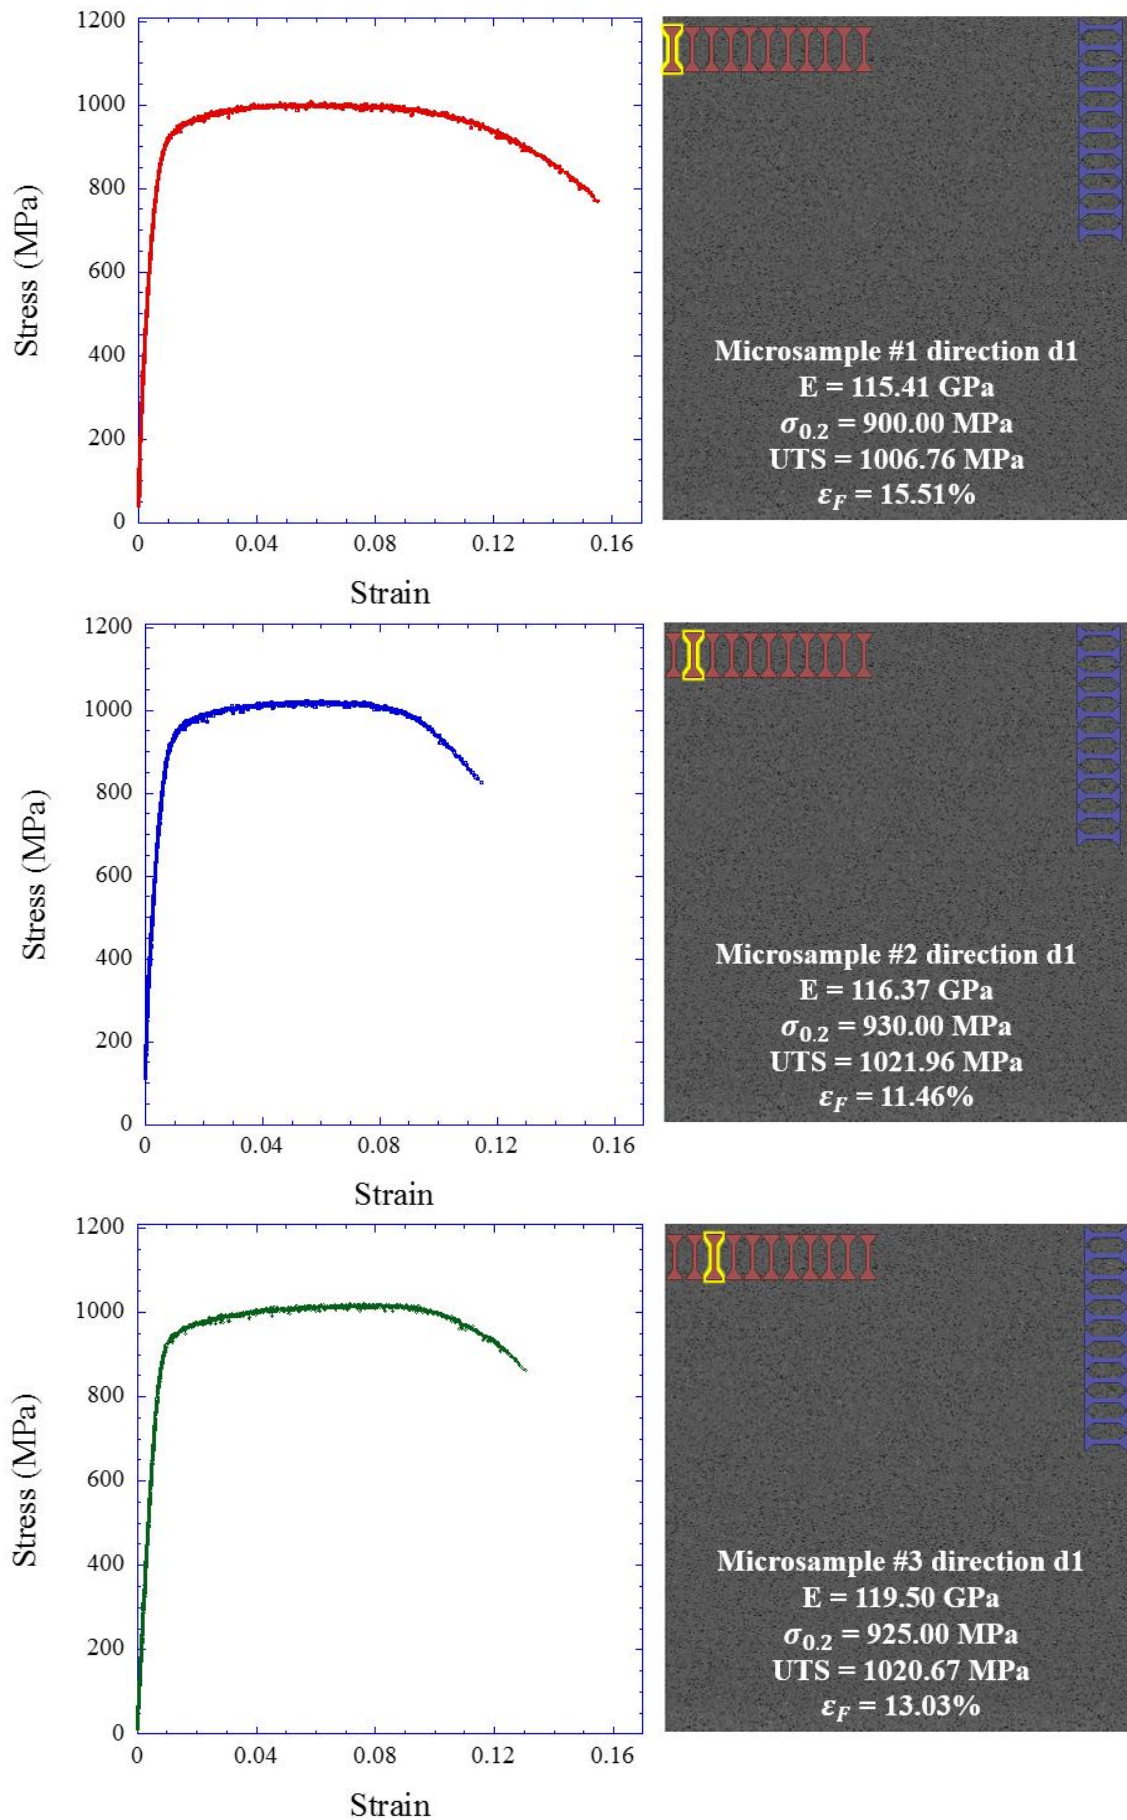 1200
1000
800
600
400
200
0
Stress (MPa)
0 0.04 0.08 0.12 0.16
Strain
Microsample #1 direction d1
E = 115.41 GPa
σ0.2 = 900.00 MPa
UTS = 1006.76 MPa
εF = 15.51%
1200
1000
800
600
400
200
0
Stress (MPa)
0 0.04 0.08 0.12 0.16
Strain
Microsample #2 direction d1
E = 116.37 GPa
σ0.2 = 930.00 MPa
UTS = 1021.96 MPa
εF = 11.46%
1200
1000
800
600
400
200
0
Stress (MPa)
0 0.04 0.08 0.12 0.16
Strain
Microsample #3 direction d1
E = 119.50 GPa
σ0.2 = 925.00 MPa
UTS = 1020.67 MPa
εF = 13.03%